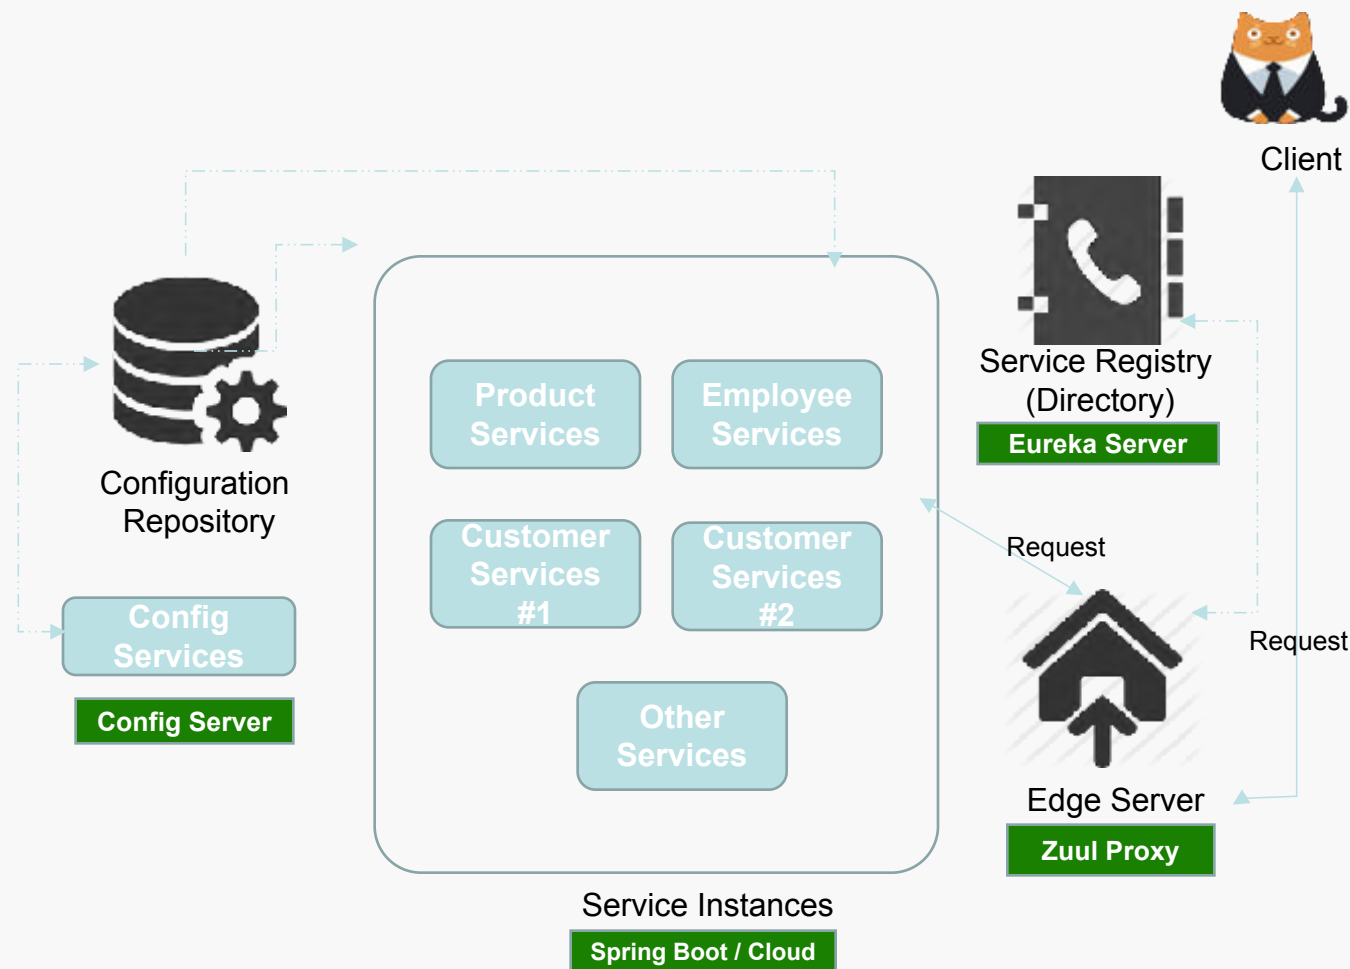 Client
Service Registry
(Directory)
Eureka Server
Product
Services
Employee
Services
Configuration
Repository
Customer
Services
#1
Customer
Services
#2
Request
Config
Services
Config Server
Request
Other
Services
Edge Server
Zuul Proxy
Service Instances
Spring Boot / Cloud